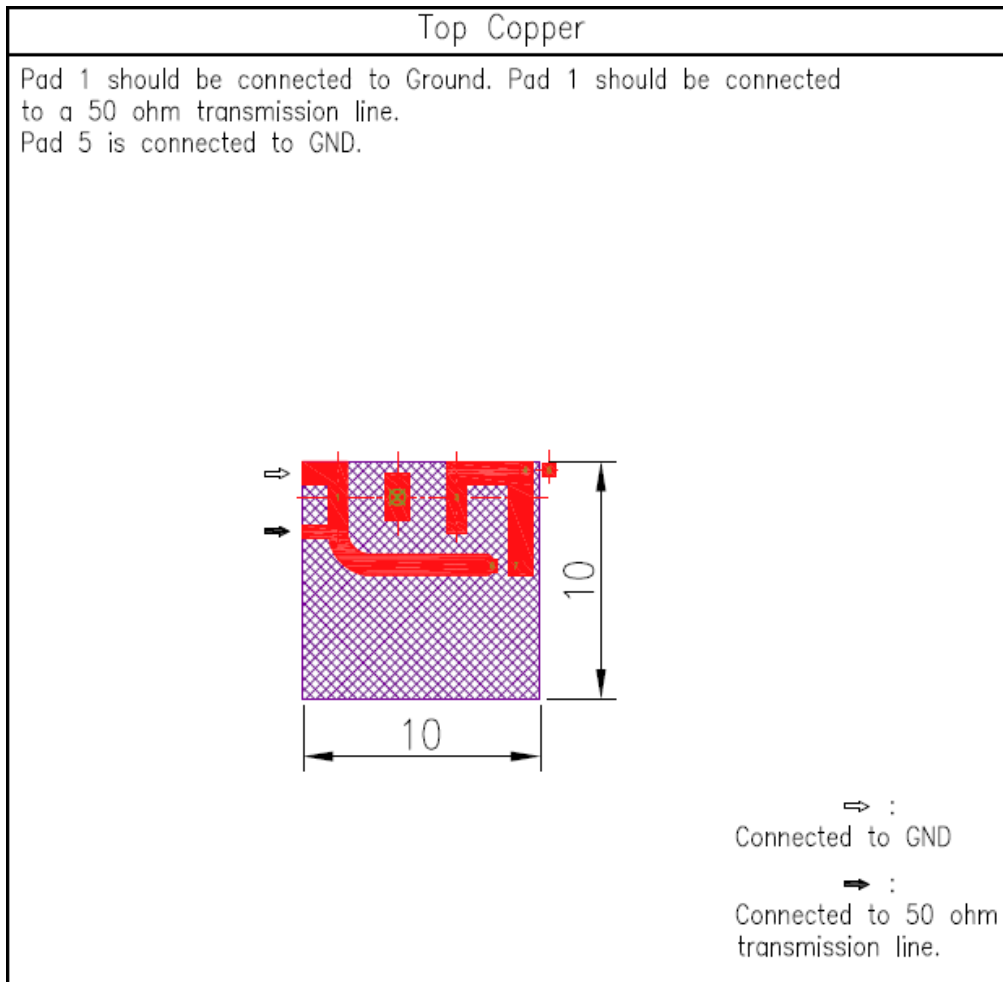 Top Copper
Pad 1 should be connected to Ground. Pad 1 should be connected
to a 50 ohm transmission line.
Pad 5 is connected to GND.
10
10
:
Connected to GND
:
Connected to 50 ohm
transmission line.